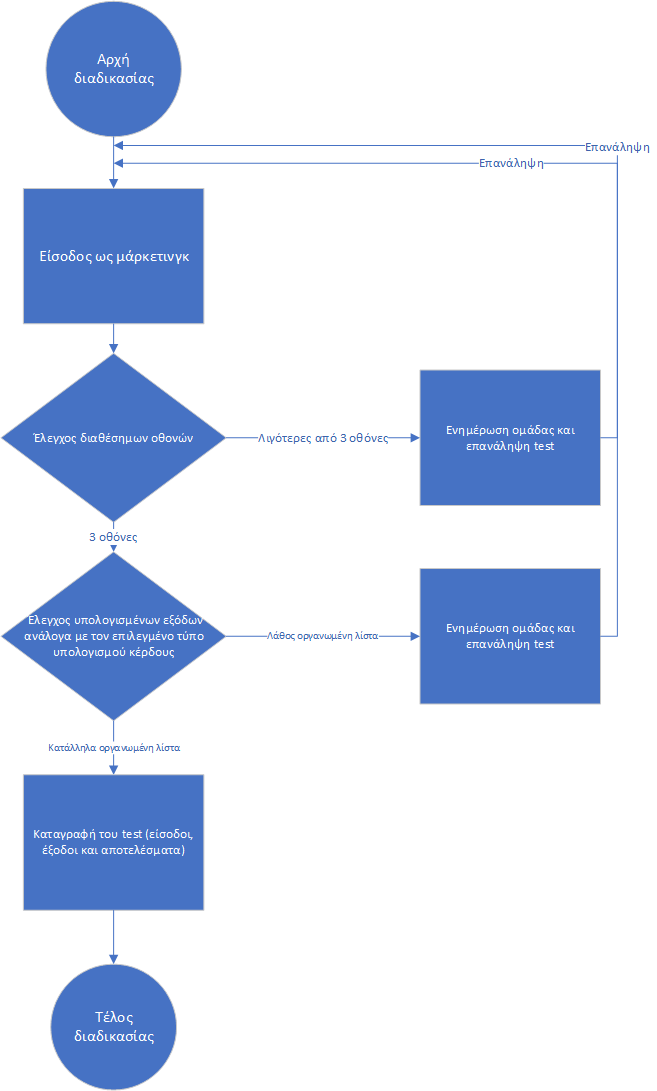 Αρχή
διαδικασίας
Επανάληψη
Επανάληψη
Είσοδος ως μάρκετινγκ
Έλεγχος διαθέσημων οθονών
Λιγότερες από 3 οθόνες
Ενημέρωση ομάδας και
επανάληψη test
3 οθόνες
Έλεγχος υπολογισμένων εξόδων
ανάλογα με τον επιλεγμένο τύπο
υπολογισμού κέρδους
Λάθος οργανωμένη λίστα
Ενημέρωση ομάδας και
επανάληψη test
Κατάλληλα οργανωμένη λίστα
Καταγραφή του test (είσοδοι,
έξοδοι και αποτελέσματα)
Τέλος
διαδικασίας